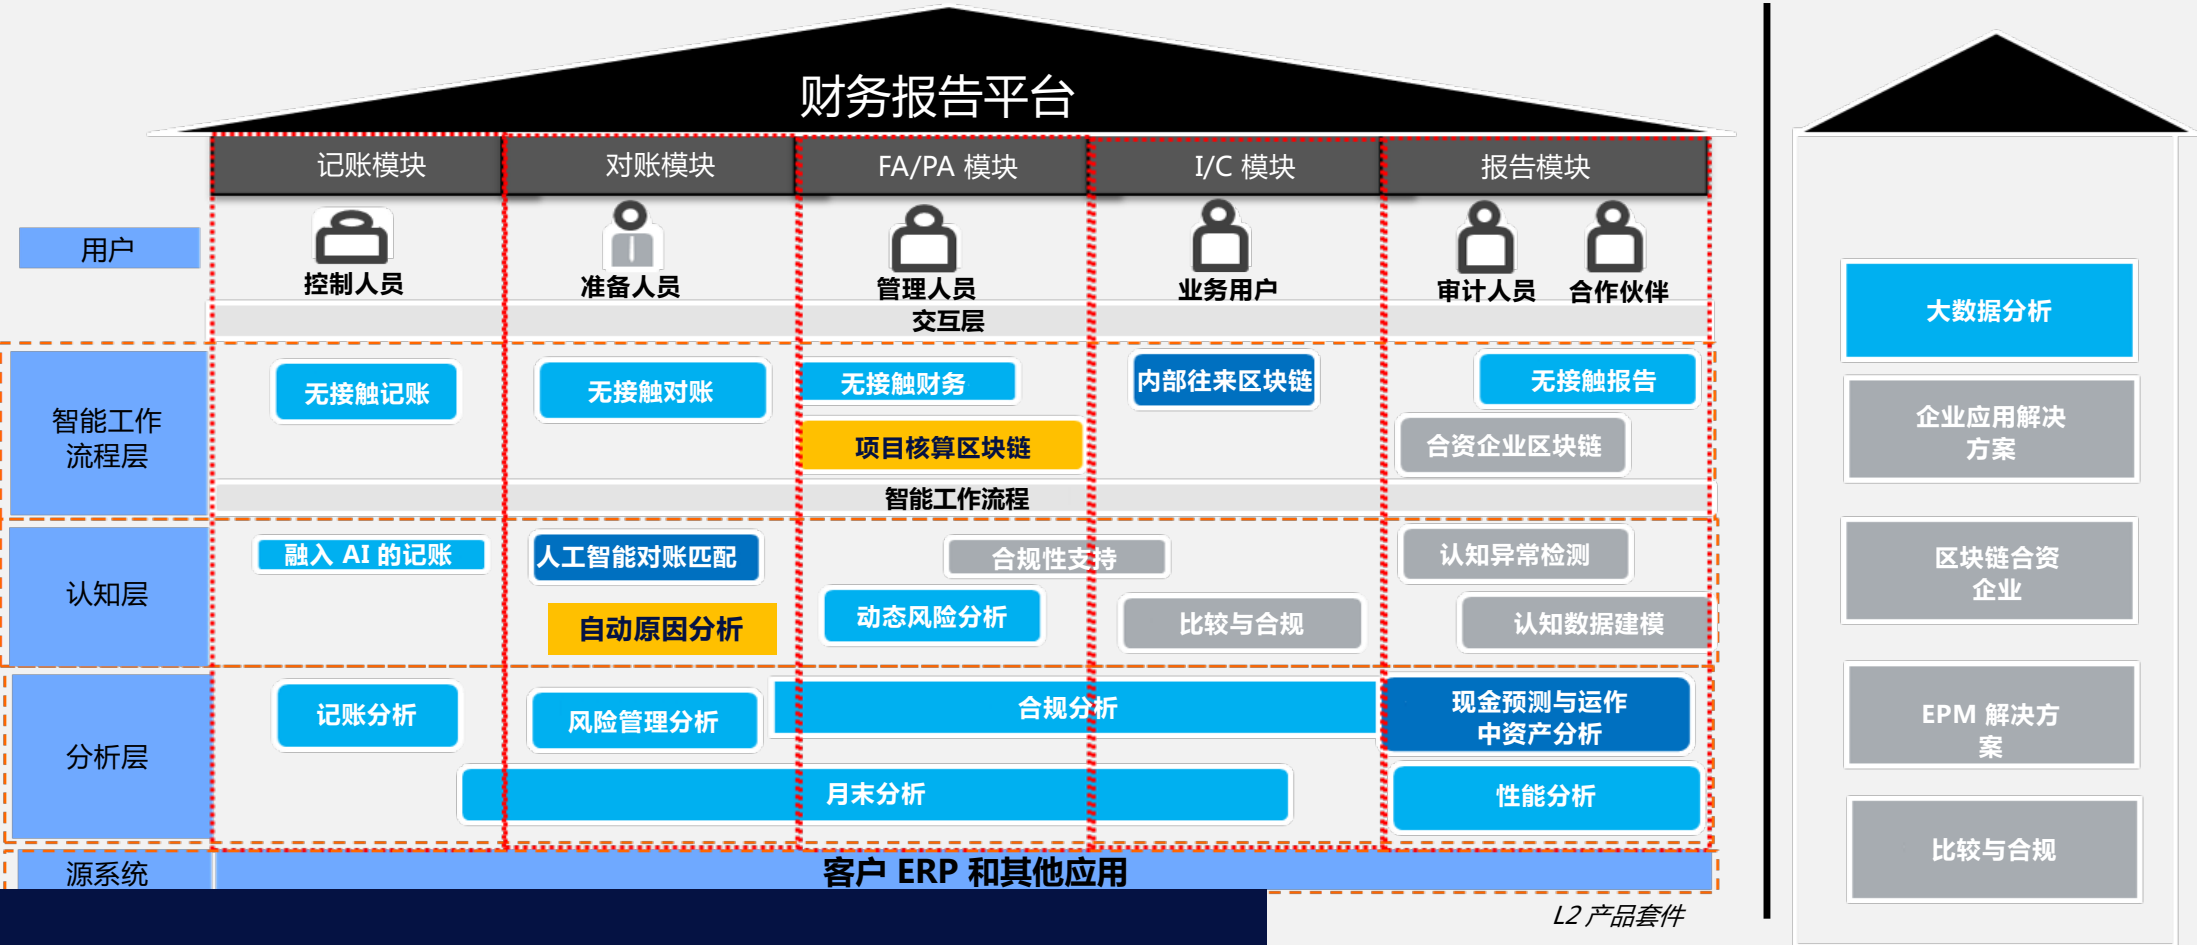 财务报告平台
记账模块
对账模块
FA/PA 模块
I/C 模块
报告模块
用户
控制人员
准备人员
管理人员
业务用户
审计人员
合作伙伴
交互层
智能工作
流程层
无接触记账
无接触对账
无接触财务
内部往来区块链
无接触报告
项目核算区块链
合资企业区块链
智能工作流程
认知层
融入 AI 的记账
人工智能对账匹配
合规性支持
认知异常检测
自动原因分析
动态风险分析
比较与合规
认知数据建模
分析层
记账分析
风险管理分析
合规分析
现金预测与运作
中资产分析
月末分析
性能分析
源系统
客户 ERP 和其他应用
L2 产品套件
大数据分析
企业应用解决
方案
区块链合资
企业
EPM 解决方
案
比较与合规